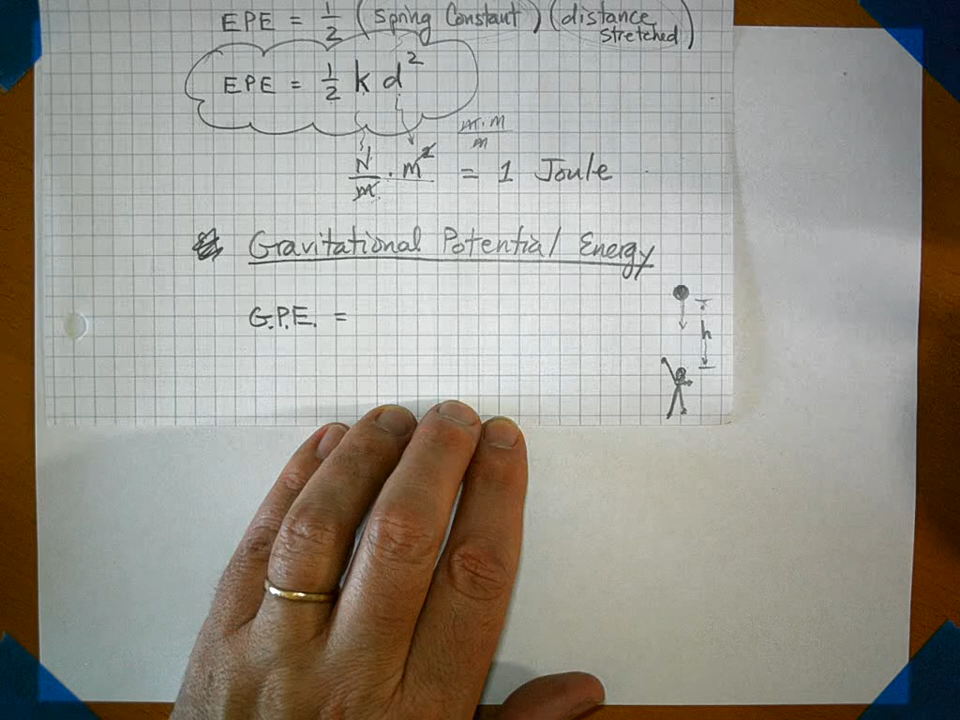 EPE = 1/2 (Spring Constant) (distance stretched)
EPE = 1/2 k d²
m·m/m
N/m · m² = 1 Joule
Gravitational Potential Energy
G.P.E. =
h